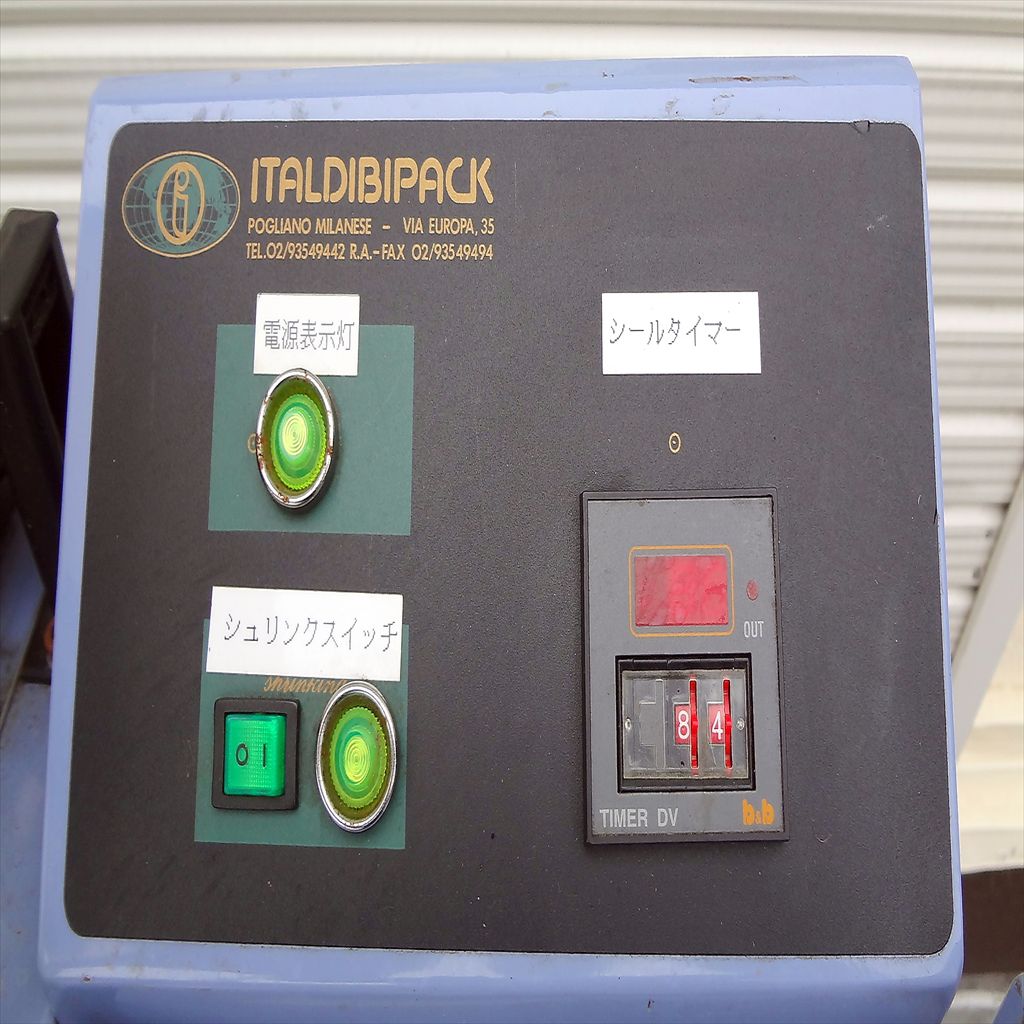 ITALDIBIPACK
POGLIANO MILANESE - VIA EUROPA, 35
TEL.02/93549442 R.A.-FAX 02/93549494
電源表示灯
シールタイマー
シュリンクスイッチ
O I
OUT
8 4
TIMER DV b&b